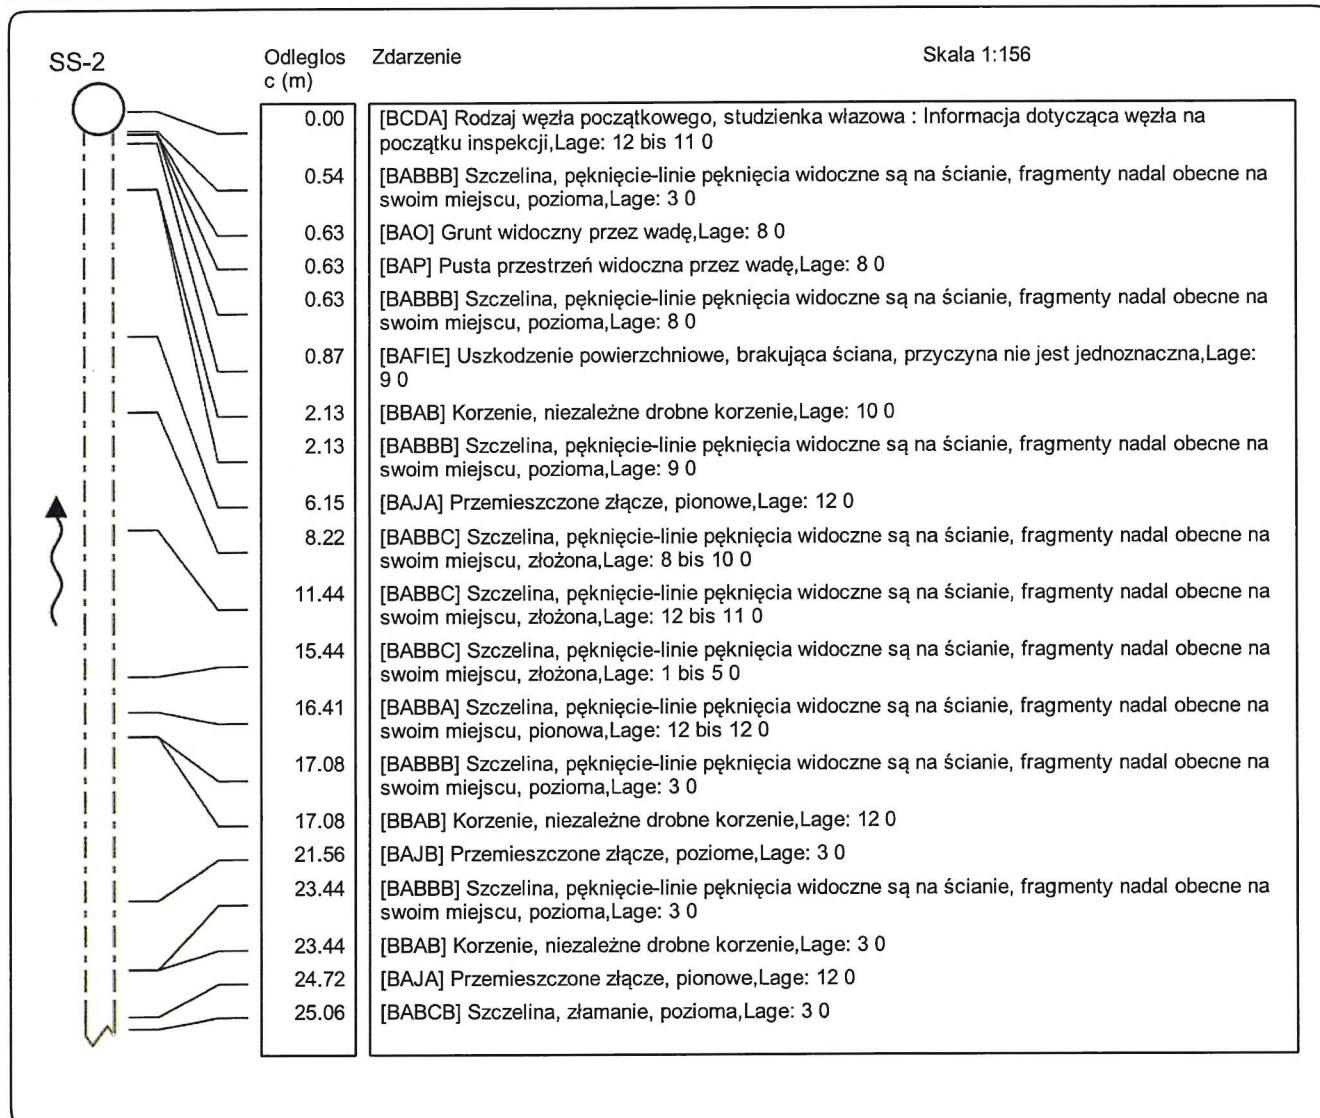 SS-2
Odleglos
c (m)
Zdarzenie
Skala 1:156
0.00 [BCDA] Rodzaj węzła początkowego, studzienka włazowa : Informacja dotycząca węzła na
początku inspekcji,Lage: 12 bis 11 0
0.54 [BABBB] Szczelina, pęknięcie-linie pęknięcia widoczne są na ścianie, fragmenty nadal obecne na
swoim miejscu, pozioma,Lage: 3 0
0.63 [BAO] Grunt widoczny przez wadę,Lage: 8 0
0.63 [BAP] Pusta przestrzeń widoczna przez wadę,Lage: 8 0
0.63 [BABBB] Szczelina, pęknięcie-linie pęknięcia widoczne są na ścianie, fragmenty nadal obecne na
swoim miejscu, pozioma,Lage: 8 0
0.87 [BAFIE] Uszkodzenie powierzchniowe, brakująca ściana, przyczyna nie jest jednoznaczna,Lage:
9 0
2.13 [BBAB] Korzenie, niezależne drobne korzenie,Lage: 10 0
2.13 [BABBB] Szczelina, pęknięcie-linie pęknięcia widoczne są na ścianie, fragmenty nadal obecne na
swoim miejscu, pozioma,Lage: 9 0
6.15 [BAJA] Przemieszczone złącze, pionowe,Lage: 12 0
8.22 [BABBC] Szczelina, pęknięcie-linie pęknięcia widoczne są na ścianie, fragmenty nadal obecne na
swoim miejscu, złożona,Lage: 8 bis 10 0
11.44 [BABBC] Szczelina, pęknięcie-linie pęknięcia widoczne są na ścianie, fragmenty nadal obecne na
swoim miejscu, złożona,Lage: 12 bis 11 0
15.44 [BABBC] Szczelina, pęknięcie-linie pęknięcia widoczne są na ścianie, fragmenty nadal obecne na
swoim miejscu, złożona,Lage: 1 bis 5 0
16.41 [BABBA] Szczelina, pęknięcie-linie pęknięcia widoczne są na ścianie, fragmenty nadal obecne na
swoim miejscu, pionowa,Lage: 12 bis 12 0
17.08 [BABBB] Szczelina, pęknięcie-linie pęknięcia widoczne są na ścianie, fragmenty nadal obecne na
swoim miejscu, pozioma,Lage: 3 0
17.08 [BBAB] Korzenie, niezależne drobne korzenie,Lage: 12 0
21.56 [BAJB] Przemieszczone złącze, poziome,Lage: 3 0
23.44 [BABBB] Szczelina, pęknięcie-linie pęknięcia widoczne są na ścianie, fragmenty nadal obecne na
swoim miejscu, pozioma,Lage: 3 0
23.44 [BBAB] Korzenie, niezależne drobne korzenie,Lage: 3 0
24.72 [BAJA] Przemieszczone złącze, pionowe,Lage: 12 0
25.06 [BABCB] Szczelina, złamanie, pozioma,Lage: 3 0